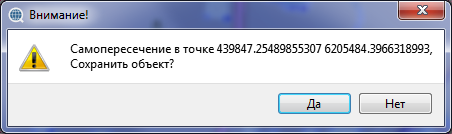 Внимание!
Самопересечение в точке 439847.25489855307 6205484.3966318993,
Сохранить объект?
Да
Нет